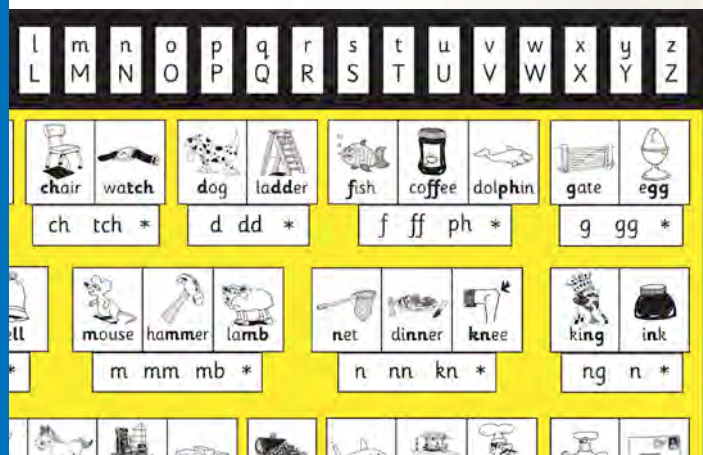 l m n o p q r s t u v w x y z
L M N O P Q R S T U V W X Y Z
chair watch dog ladder fish coffee dolphin gate egg
ch tch * d dd * f ff ph * g gg *
ell mouse hammer lamb net dinner knee king ink
* m mm mb * n nn kn * ng n *